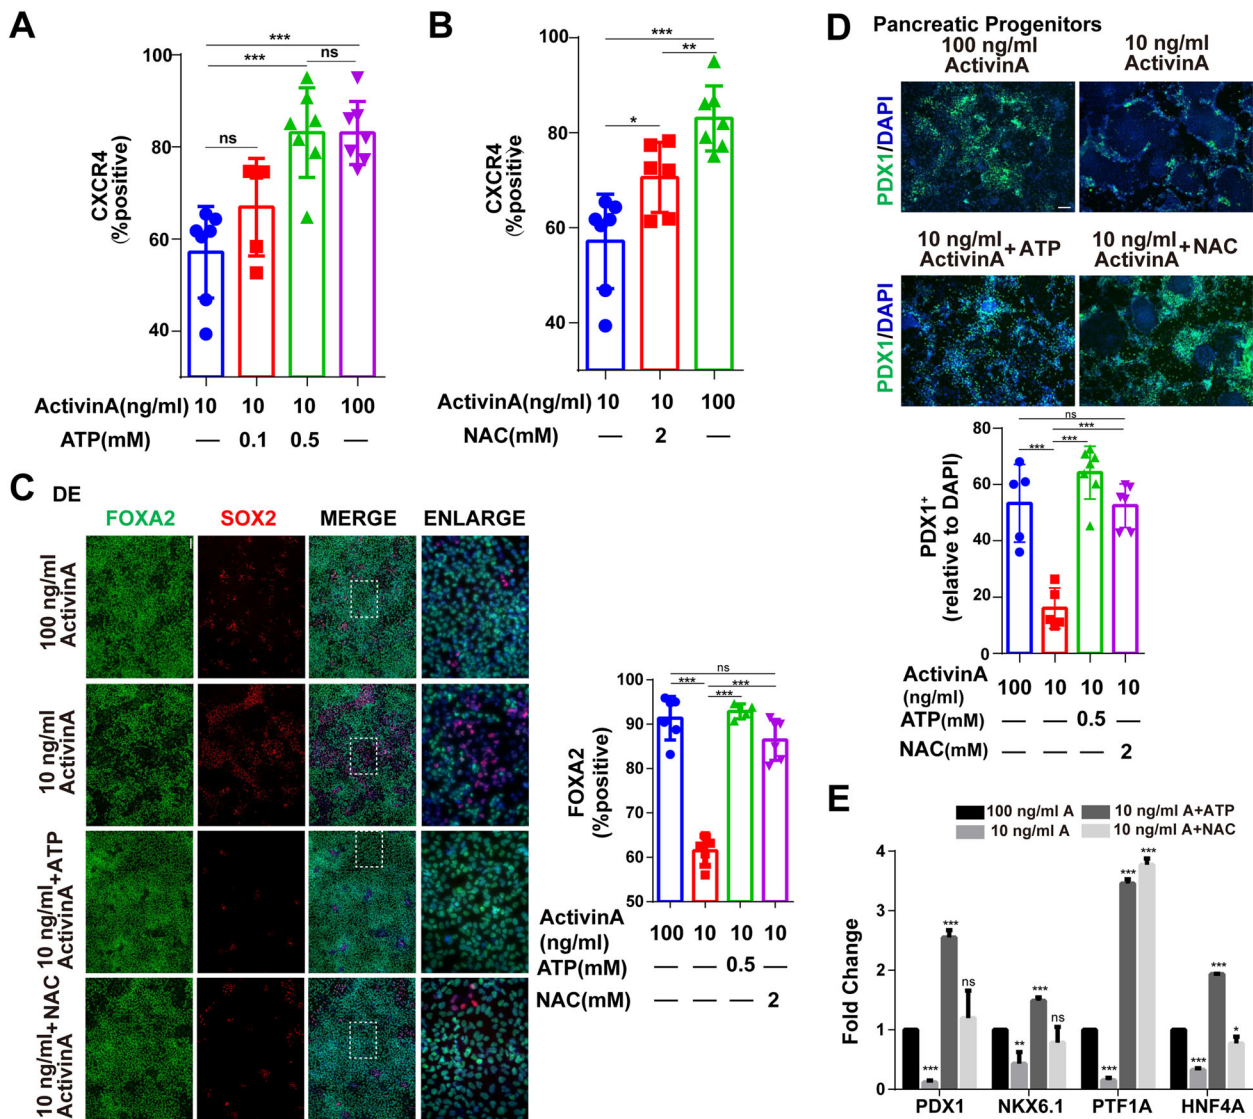 A
CXCR4
(%positive)
100
80
60
40
***
***
ns
ns
ActivinA(ng/ml) 10 10 10 100
ATP(mM) — 0.1 0.5 —
B
CXCR4
(%positive
100
80
60
40
***
**
*
ActivinA(ng/ml) 10 10 100
NAC(mM) — 2 —
C
DE
FOXA2 SOX2 MERGE ENLARGE
100 ng/ml
ActivinA
10 ng/ml
ActivinA
10 ng/ml
ActivinA +ATP
10 ng/ml
ActivinA +NAC
FOXA2
(%positive)
100
90
80
70
60
50
ns
*** ***
***
ActivinA
(ng/ml) 100 10 10 10
ATP(mM) — — 0.5 —
NAC(mM) — — — 2
D
Pancreatic Progenitors
100 ng/ml
ActivinA
10 ng/ml
ActivinA
PDX1/DAPI
10 ng/ml
ActivinA +ATP
10 ng/ml
ActivinA +NAC
PDX1/DAPI
PDX1+
(relative to DAPI)
80
60
40
20
0
ns
***
*** ***
ActivinA
(ng/ml) 100 10 10 10
ATP(mM) — — 0.5 —
NAC(mM) — — — 2
E
100 ng/ml A 10 ng/ml A+ATP
10 ng/ml A 10 ng/ml A+NAC
Fold Change
4
3
2
1
0
*** *** ns
** *** ns
*** *** ***
*** *** *
PDX1 NKX6.1 PTF1A HNF4A